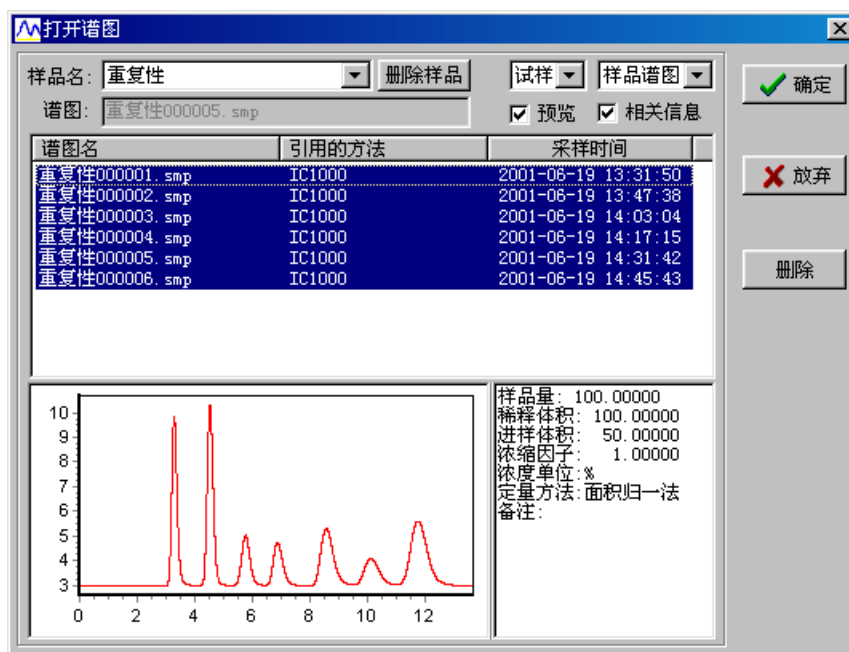 打开谱图
样品名: 重复性 删除样品 试样 样品谱图
谱图: 重复性000005.smp 预览 相关信息
确定
谱图名 引用的方法 采样时间
重复性000001.smp IC1000 2001-06-19 13:31:50
重复性000002.smp IC1000 2001-06-19 13:47:38
重复性000003.smp IC1000 2001-06-19 14:03:04
重复性000004.smp IC1000 2001-06-19 14:17:15
重复性000005.smp IC1000 2001-06-19 14:31:42
重复性000006.smp IC1000 2001-06-19 14:45:43
放弃
删除
10
9
8
7
6
5
4
3
0 2 4 6 8 10 12
样品量: 100.00000
稀释体积: 100.00000
进样体积: 50.00000
浓缩因子: 1.00000
浓度单位:%
定量方法:面积归一法
备注: